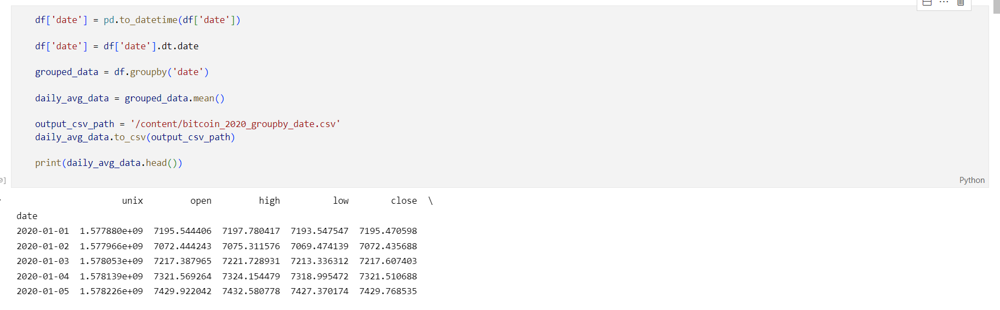 df['date'] = pd.to_datetime(df['date'])
df['date'] = df['date'].dt.date
grouped_data = df.groupby('date')
daily_avg_data = grouped_data.mean()
output_csv_path = '/content/bitcoin_2020_groupby_date.csv'
daily_avg_data.to_csv(output_csv_path)
print(daily_avg_data.head())
0]
Python
unix open high low close \
date
2020-01-01 1.577880e+09 7195.544406 7197.780417 7193.547547 7195.470598
2020-01-02 1.577966e+09 7072.444243 7075.311576 7069.474139 7072.435688
2020-01-03 1.578053e+09 7217.387965 7221.728931 7213.336312 7217.607403
2020-01-04 1.578139e+09 7321.569264 7324.154479 7318.995472 7321.510688
2020-01-05 1.578226e+09 7429.922042 7432.580778 7427.370174 7429.768535